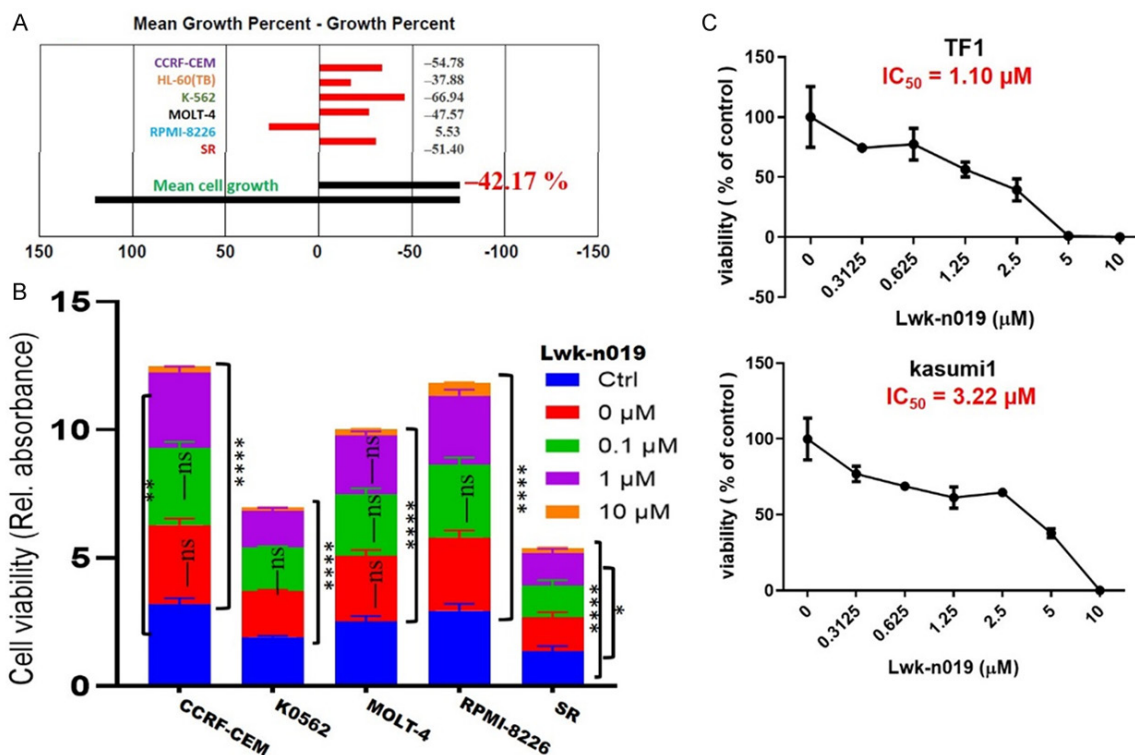 A
Mean Growth Percent - Growth Percent
CCRF-CEM −54.78
HL-60(TB) −37.88
K-562 −66.94
MOLT-4 −47.57
RPMI-8226 5.53
SR −51.40
Mean cell growth −42.17 %
150 100 50 0 -50 -100 -150
B
Cell viability (Rel. absorbance)
15
10
5
0
Lwk-n019
Ctrl
0 µM
0.1 µM
1 µM
10 µM
ns
**
****
ns
ns
****
ns
ns
ns
****
ns
****
****
*
CCRF-CEM K0562 MOLT-4 RPMI-8226 SR
C
TF1
IC50 = 1.10 µM
viability ( % of control)
150
100
50
0
-50
0 0.3125 0.625 1.25 2.5 5 10
Lwk-n019 (µM)
kasumi1
IC50 = 3.22 µM
viability ( % of control)
150
100
50
0
0 0.3125 0.625 1.25 2.5 5 10
Lwk-n019 (µM)